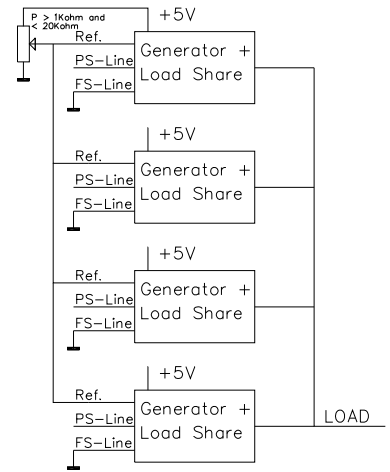 P > 1Kohm and
< 20Kohm
+5V
Ref.
PS-Line
FS-Line
Generator +
Load Share
+5V
Ref.
PS-Line
FS-Line
Generator +
Load Share
+5V
Ref.
PS-Line
FS-Line
Generator +
Load Share
+5V
Ref.
PS-Line
FS-Line
Generator +
Load Share
LOAD